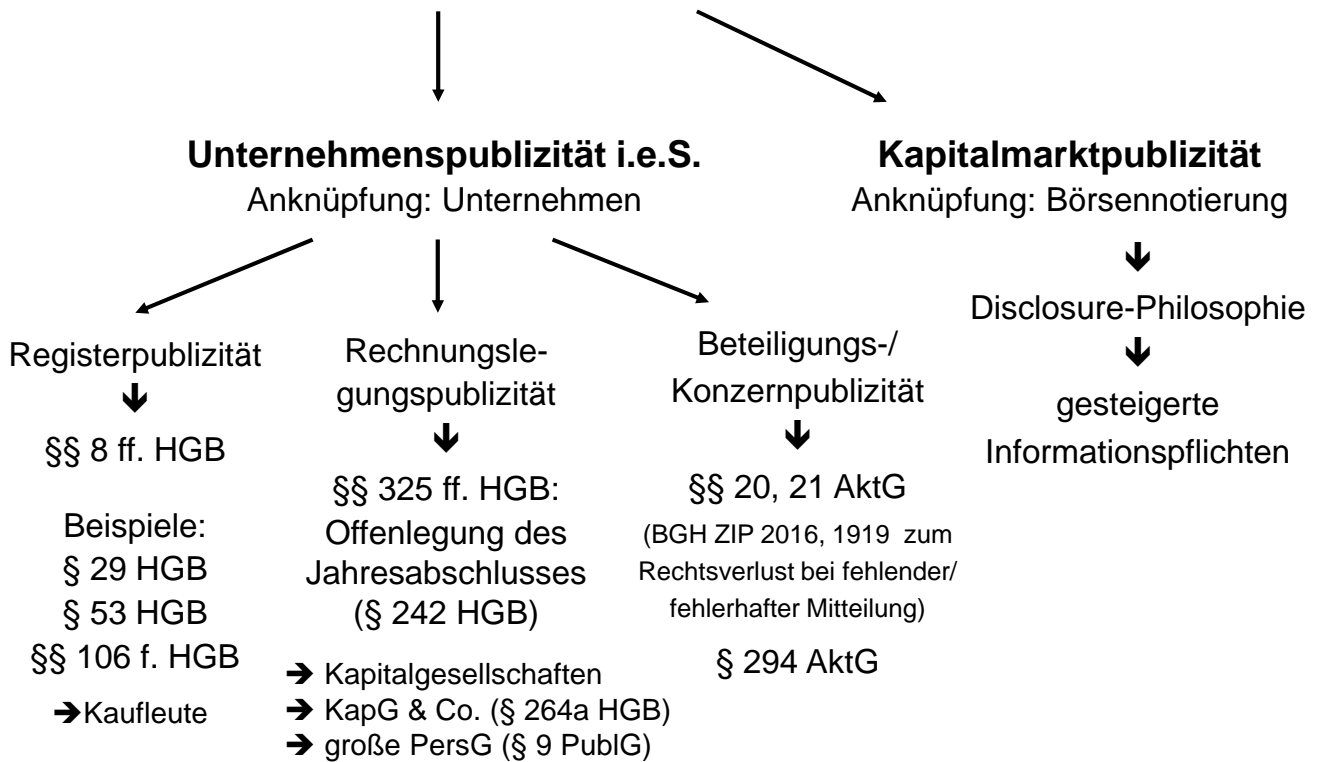 Unternehmenspublizität i.e.S.
Anknüpfung: Unternehmen
Kapitalmarktpublizität
Anknüpfung: Börsennotierung
Registerpublizität
§§ 8 ff. HGB
Beispiele:
§ 29 HGB
§ 53 HGB
§§ 106 f. HGB
➔Kaufleute
Rechnungsle-
gungspublizität
§§ 325 ff. HGB:
Offenlegung des
Jahresabschlusses
(§ 242 HGB)
➔ Kapitalgesellschaften
➔ KapG & Co. (§ 264a HGB)
➔ große PersG (§ 9 PublG)
Beteiligungs-/
Konzernpublizität
§§ 20, 21 AktG
(BGH ZIP 2016, 1919 zum
Rechtsverlust bei fehlender/
fehlerhafter Mitteilung)
§ 294 AktG
Disclosure-Philosophie
gesteigerte
Informationspflichten